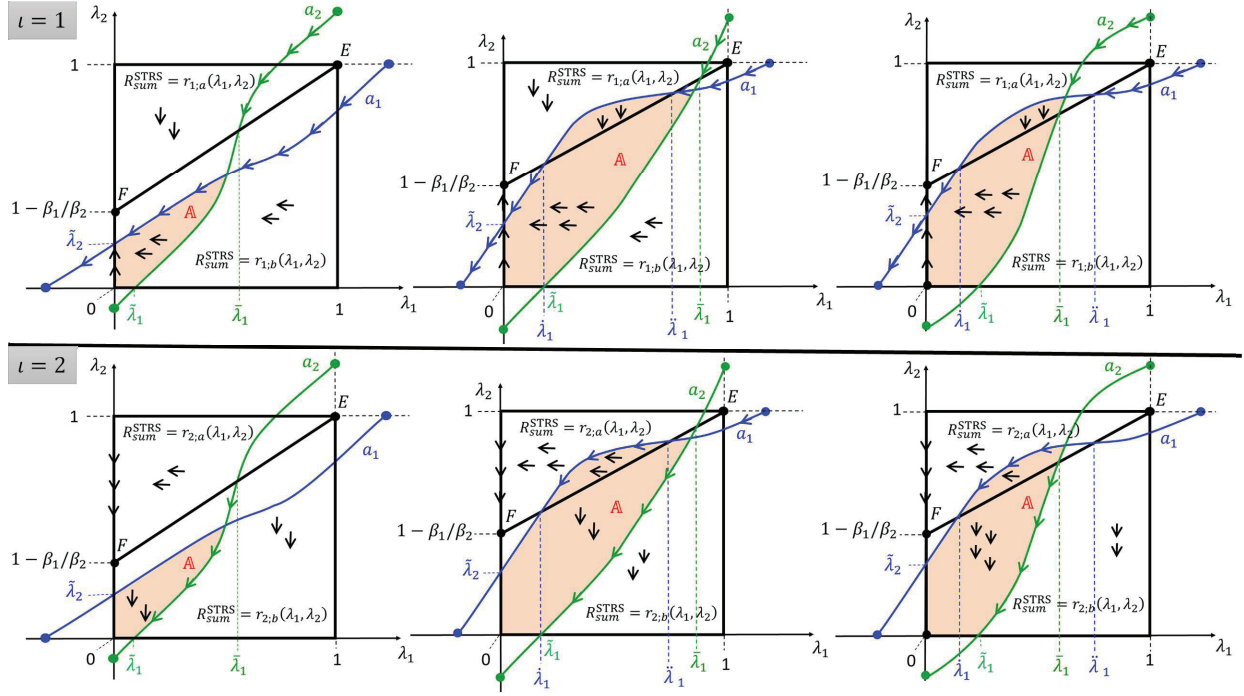 ι = 1
λ₂
a₂
E
1
R_sum^STRS = r_{1;a}(λ₁, λ₂)
a₁
F
1 − β₁/β₂
𝔸
λ̃₂
R_sum^STRS = r_{1;b}(λ₁, λ₂)
0
λ̃₁
λ̄₁
1
λ₁
λ₂
a₂
E
1
R_sum^STRS = r_{1;a}(λ₁, λ₂)
a₁
𝔸
F
1 − β₁/β₂
λ̃₂
R_sum^STRS = r_{1;b}(λ₁, λ₂)
0
λ̃₁
λ̇₁
λ̈₁
λ̄₁
1
λ₁
λ₂
a₂
E
1
R_sum^STRS = r_{1;a}(λ₁, λ₂)
a₁
𝔸
F
1 − β₁/β₂
λ̃₂
R_sum^STRS = r_{1;b}(λ₁, λ₂)
0
λ̇₁
λ̃₁
λ̄₁
λ̈₁
1
λ₁
ι = 2
λ₂
a₂
E
1
R_sum^STRS = r_{2;a}(λ₁, λ₂)
a₁
F
1 − β₁/β₂
𝔸
λ̃₂
R_sum^STRS = r_{2;b}(λ₁, λ₂)
0
λ̃₁
λ̄₁
1
λ₁
λ₂
a₂
E
1
R_sum^STRS = r_{2;a}(λ₁, λ₂)
a₁
𝔸
F
1 − β₁/β₂
λ̃₂
R_sum^STRS = r_{2;b}(λ₁, λ₂)
0
λ̃₁
λ̇₁
λ̈₁
λ̄₁
1
λ₁
λ₂
a₂
E
1
R_sum^STRS = r_{2;a}(λ₁, λ₂)
a₁
𝔸
F
1 − β₁/β₂
λ̃₂
R_sum^STRS = r_{2;b}(λ₁, λ₂)
0
λ̇₁
λ̃₁
λ̄₁
λ̈₁
1
λ₁